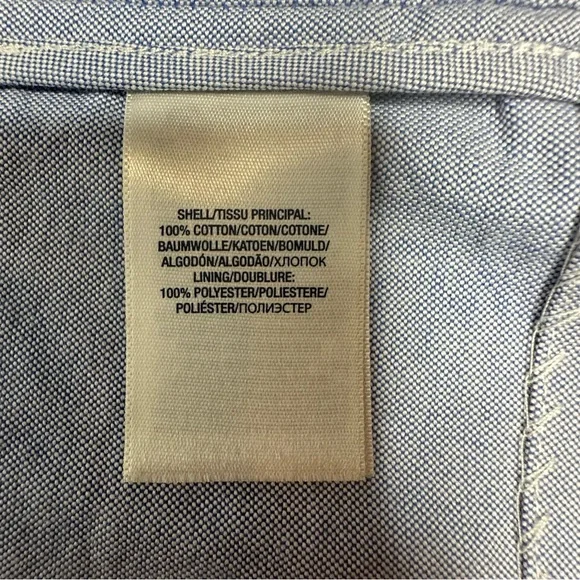 SHELL/TISSU PRINCIPAL:
100% COTTON/COTON/COTONE/
BAUMWOLLE/KATOEN/BOMULD/
ALGODÓN/ALGODÃO/ХЛОПОК
LINING/DOUBLURE:
100% POLYESTER/POLIESTERE/
POLIÉSTER/ПОЛИЭСТЕР